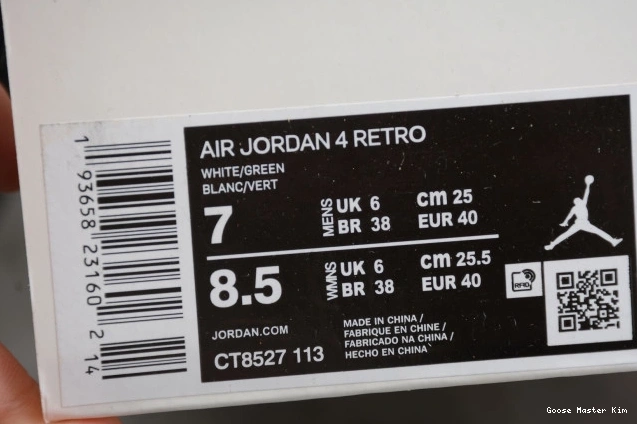 1 93658 23160 2 14
AIR JORDAN 4 RETRO
WHITE/GREEN
BLANC/VERT
7
MENS
UK 6
BR 38
cm 25
EUR 40
8.5
WMNS
UK 6
BR 38
cm 25.5
EUR 40
RFID
JORDAN.COM
CT8527 113
MADE IN CHINA /
FABRIQUE EN CHINE /
FABRICADO NA CHINA /
HECHO EN CHINA
Goose Master Kim